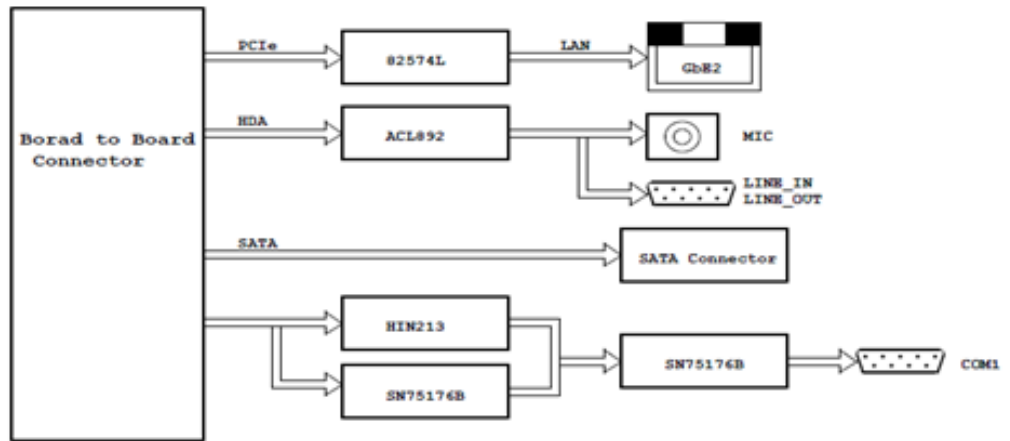 Borad to Board
Connector
PCIe
82574L
LAN
GbE2
HDA
ACL892
MIC
LINE_IN
LINE_OUT
SATA
SATA Connector
HIN213
SN75176B
SN75176B
COM1